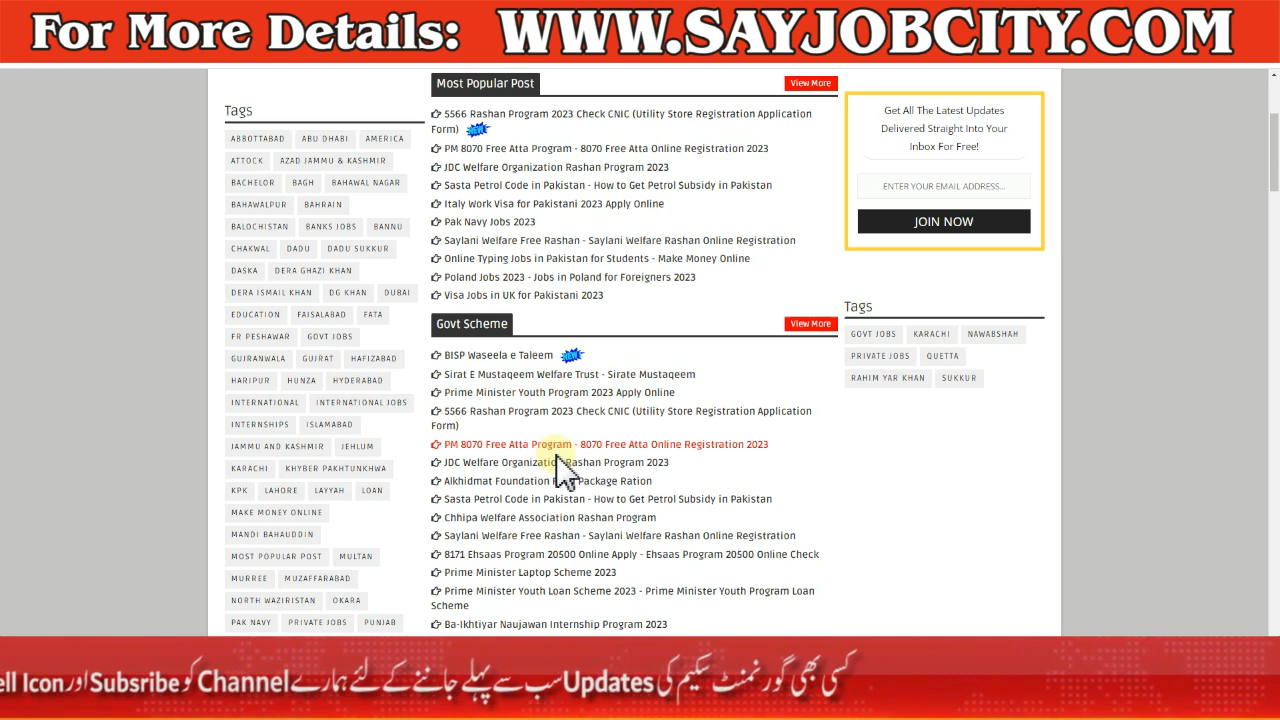 For More Details: WWW.SAYJOBCITY.COM
Tags
ABBOTTABAD ABU DHABI AMERICA
ATTOCK AZAD JAMMU & KASHMIR
BACHELOR BAGH BAHAWAL NAGAR
BAHAWALPUR BAHRAIN
BALOCHISTAN BANKS JOBS BANNU
CHAKWAL DADU DADU SUKKUR
DASKA DERA GHAZI KHAN
DERA ISMAIL KHAN DG KHAN DUBAI
EDUCATION FAISALABAD FATA
FR PESHAWAR GOVT JOBS
GUJRANWALA GUJRAT HAFIZABAD
HARIPUR HUNZA HYDERABAD
INTERNATIONAL INTERNATIONAL JOBS
INTERNSHIPS ISLAMABAD
JAMMU AND KASHMIR JEHLUM
KARACHI KHYBER PAKHTUNKHWA
KPK LAHORE LAYYAH LOAN
MAKE MONEY ONLINE
MANDI BAHAUDDIN
MOST POPULAR POST MULTAN
MURREE MUZAFFARABAD
NORTH WAZIRISTAN OKARA
PAK NAVY PRIVATE JOBS PUNJAB
Most Popular Post View More
5566 Rashan Program 2023 Check CNIC (Utility Store Registration Application
Form) NEW
PM 8070 Free Atta Program - 8070 Free Atta Online Registration 2023
JDC Welfare Organization Rashan Program 2023
Sasta Petrol Code in Pakistan - How to Get Petrol Subsidy in Pakistan
Italy Work Visa for Pakistani 2023 Apply Online
Pak Navy Jobs 2023
Saylani Welfare Free Rashan - Saylani Welfare Rashan Online Registration
Online Typing Jobs in Pakistan for Students - Make Money Online
Poland Jobs 2023 - Jobs in Poland for Foreigners 2023
Visa Jobs in UK for Pakistani 2023
Govt Scheme View More
BISP Waseela e Taleem NEW
Sirat E Mustaqeem Welfare Trust - Sirate Mustaqeem
Prime Minister Youth Program 2023 Apply Online
5566 Rashan Program 2023 Check CNIC (Utility Store Registration Application
Form)
PM 8070 Free Atta Program - 8070 Free Atta Online Registration 2023
JDC Welfare Organization Rashan Program 2023
Alkhidmat Foundation Package Ration
Sasta Petrol Code in Pakistan - How to Get Petrol Subsidy in Pakistan
Chhipa Welfare Association Rashan Program
Saylani Welfare Free Rashan - Saylani Welfare Rashan Online Registration
8171 Ehsaas Program 20500 Online Apply - Ehsaas Program 20500 Online Check
Prime Minister Laptop Scheme 2023
Prime Minister Youth Loan Scheme 2023 - Prime Minister Youth Program Loan
Scheme
Ba-Ikhtiyar Naujawan Internship Program 2023
Get All The Latest Updates
Delivered Straight Into Your
Inbox For Free!
ENTER YOUR EMAIL ADDRESS...
JOIN NOW
Tags
GOVT JOBS KARACHI NAWABSHAH
PRIVATE JOBS QUETTA
RAHIM YAR KHAN SUKKUR
کسی بھی گورنمنٹ سکیم کی Updates سب سے پہلے جاننے کے لئے ہمارے Channel کو Subsribe اور ell Icon